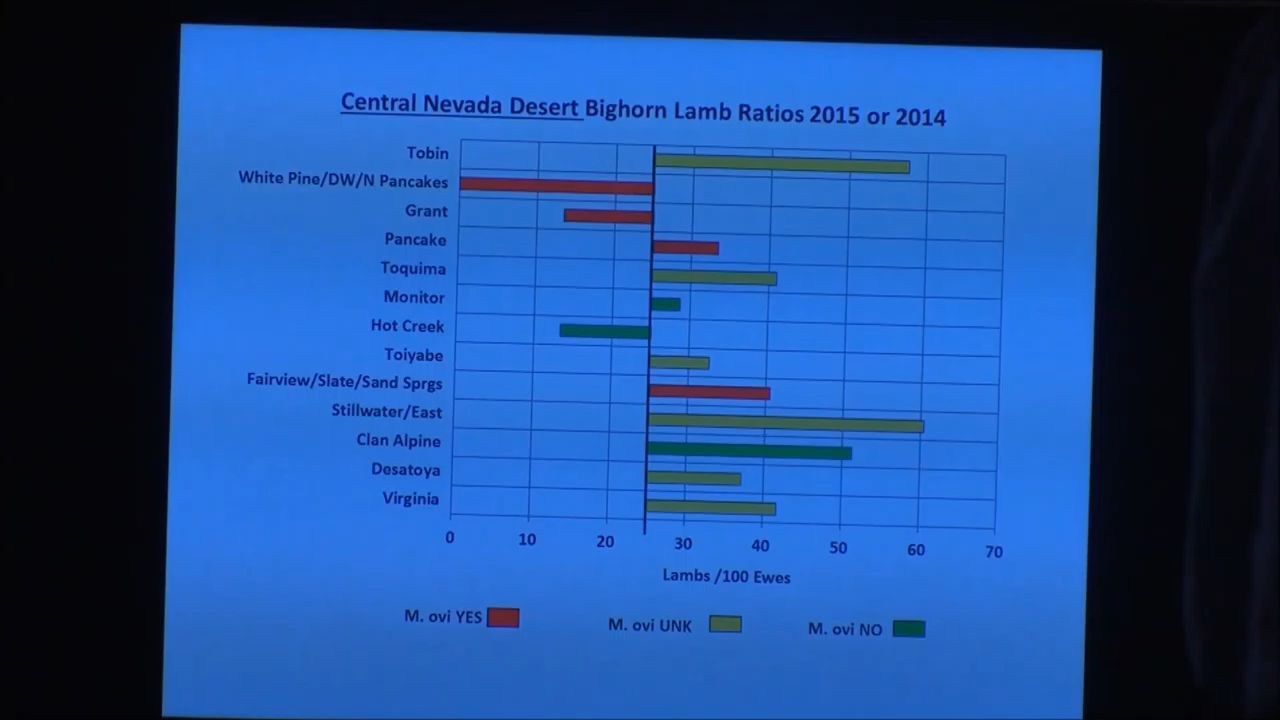 Central Nevada Desert Bighorn Lamb Ratios 2015 or 2014
Tobin
White Pine/DW/N Pancakes
Grant
Pancake
Toquima
Monitor
Hot Creek
Toiyabe
Fairview/Slate/Sand Sprgs
Stillwater/East
Clan Alpine
Desatoya
Virginia
0 10 20 30 40 50 60 70
Lambs /100 Ewes
M. ovi YES M. ovi UNK M. ovi NO